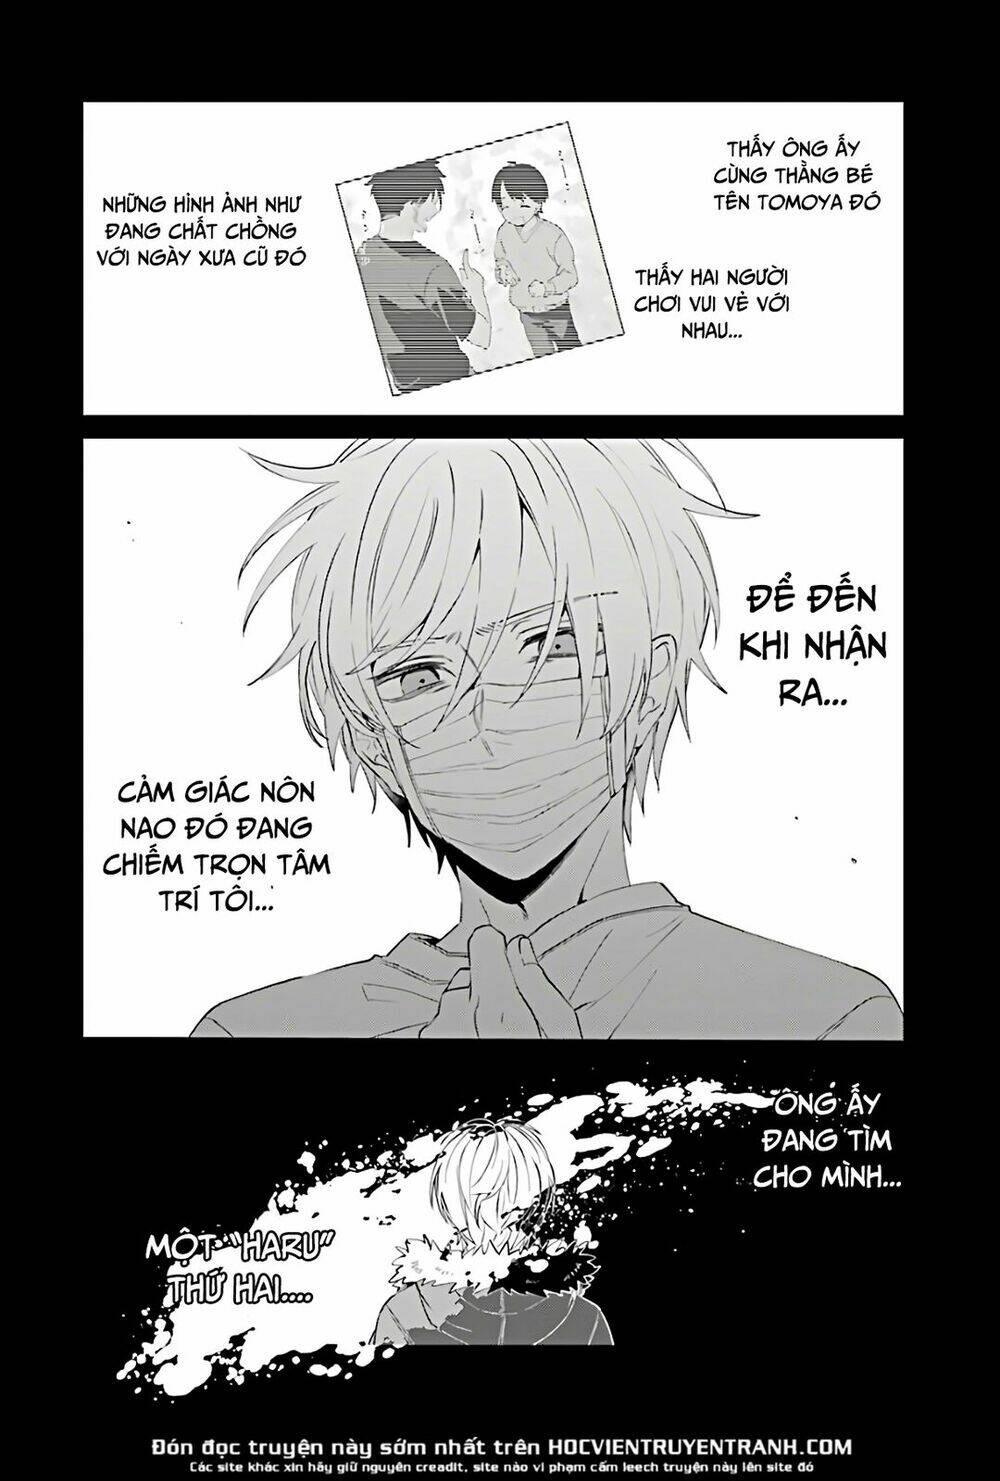 THẤY ÔNG ẤY
CÙNG THẰNG BÉ
TÊN TOMOYA ĐÓ
THẤY HAI NGƯỜI
CHƠI VUI VẺ VỚI
NHAU...
NHỮNG HÌNH ẢNH NHƯ
ĐANG CHẤT CHỒNG
VỚI NGÀY XƯA CŨ ĐÓ
ĐỂ ĐẾN
KHI NHẬN
RA...
CẢM GIÁC NÔN
NAO ĐÓ ĐANG
CHIẾM TRỌN TÂM
TRÍ TÔI...
ÔNG ẤY
ĐANG TÌM
CHO MÌNH...
MỘT "HARU"
THỨ HAI....
Đón đọc truyện này sớm nhất trên HOCVIENTRUYENTRANH.COM
Các site khác xin hãy giữ nguyên creadit, site nào vi phạm cấm leech truyện này lên site đó